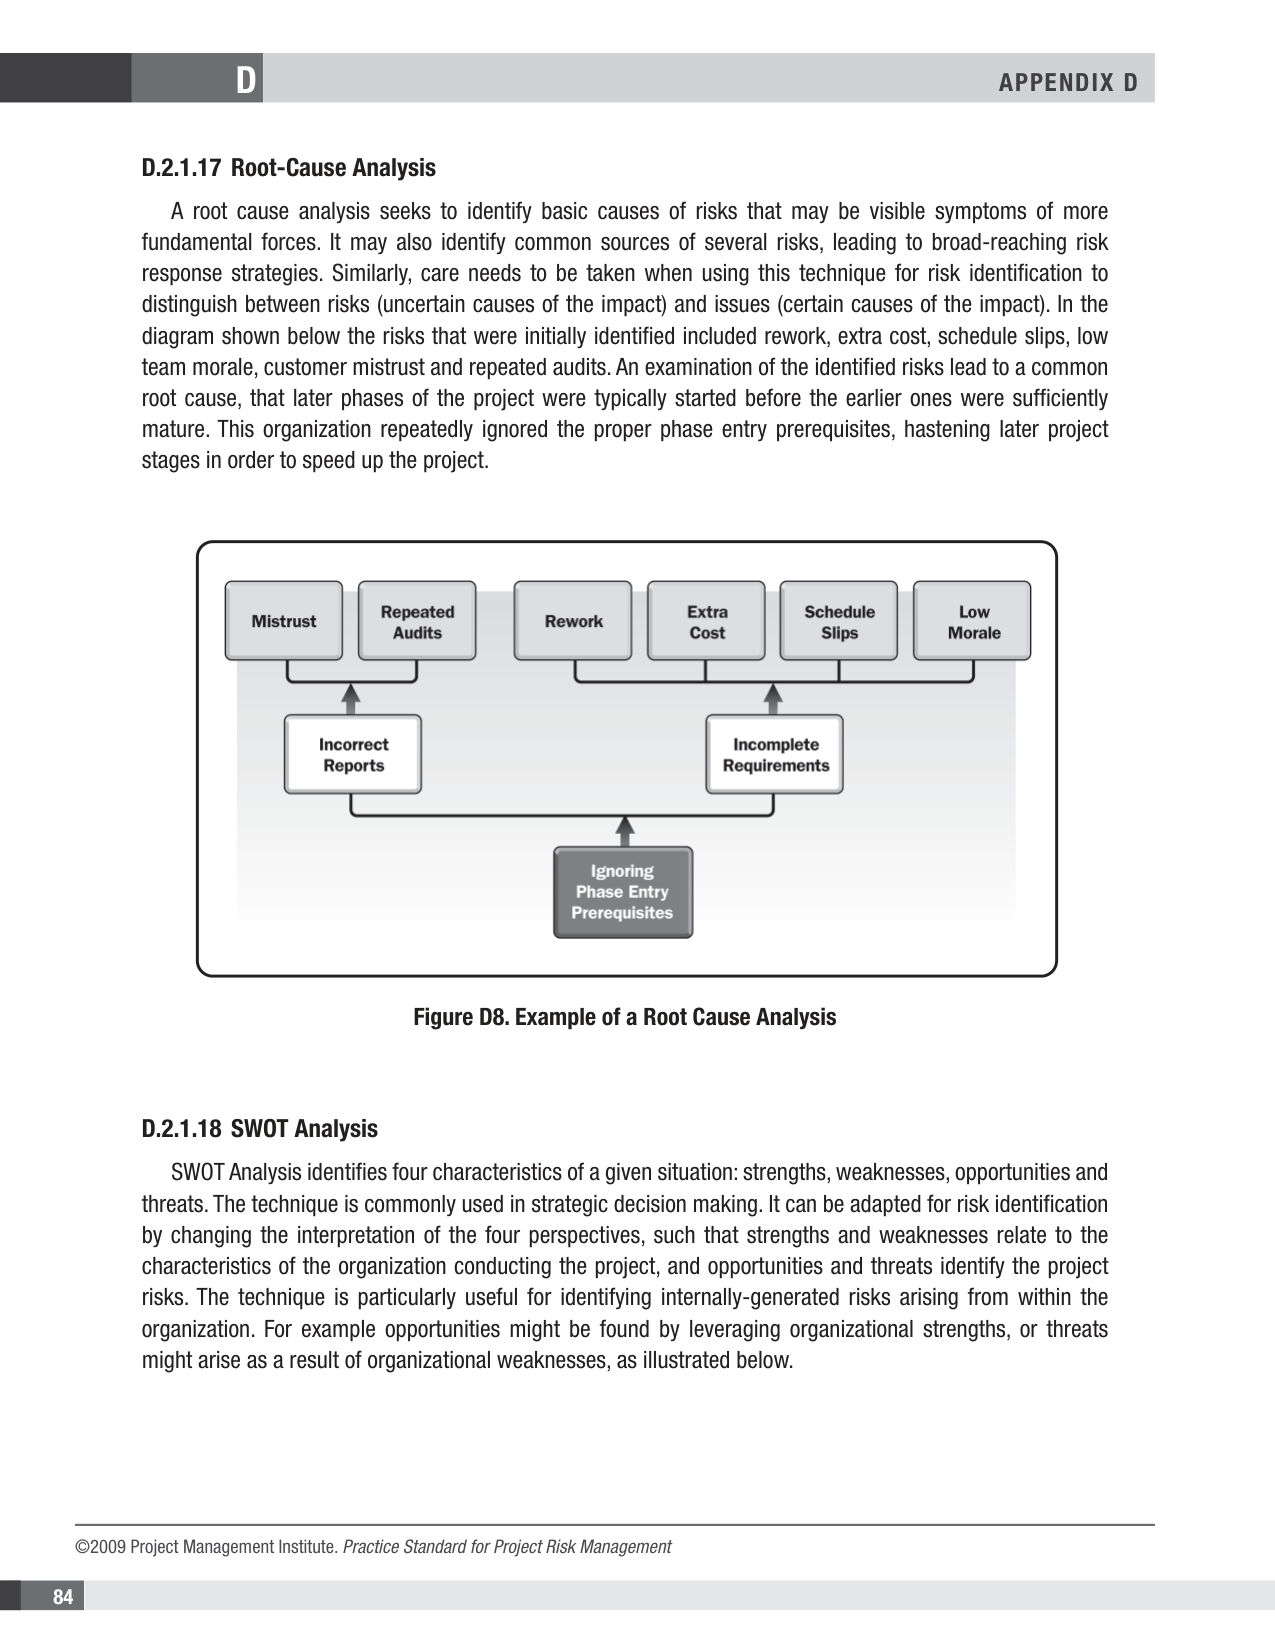 D
APPENDIX D
D.2.1.17 Root-Cause Analysis
A root cause analysis seeks to identify basic causes of risks that may be visible symptoms of more
fundamental forces. It may also identify common sources of several risks, leading to broad-reaching risk
response strategies. Similarly, care needs to be taken when using this technique for risk identification to
distinguish between risks (uncertain causes of the impact) and issues (certain causes of the impact). In the
diagram shown below the risks that were initially identified included rework, extra cost, schedule slips, low
team morale, customer mistrust and repeated audits. An examination of the identified risks lead to a common
root cause, that later phases of the project were typically started before the earlier ones were sufficiently
mature. This organization repeatedly ignored the proper phase entry prerequisites, hastening later project
stages in order to speed up the project.
Mistrust
Repeated
Audits
Rework
Extra
Cost
Schedule
Slips
Low
Morale
Incorrect
Reports
Incomplete
Requirements
Ignoring
Phase Entry
Prerequisites
Figure D8. Example of a Root Cause Analysis
D.2.1.18 SWOT Analysis
SWOT Analysis identifies four characteristics of a given situation: strengths, weaknesses, opportunities and
threats. The technique is commonly used in strategic decision making. It can be adapted for risk identification
by changing the interpretation of the four perspectives, such that strengths and weaknesses relate to the
characteristics of the organization conducting the project, and opportunities and threats identify the project
risks. The technique is particularly useful for identifying internally-generated risks arising from within the
organization. For example opportunities might be found by leveraging organizational strengths, or threats
might arise as a result of organizational weaknesses, as illustrated below.
©2009 Project Management Institute. Practice Standard for Project Risk Management
84